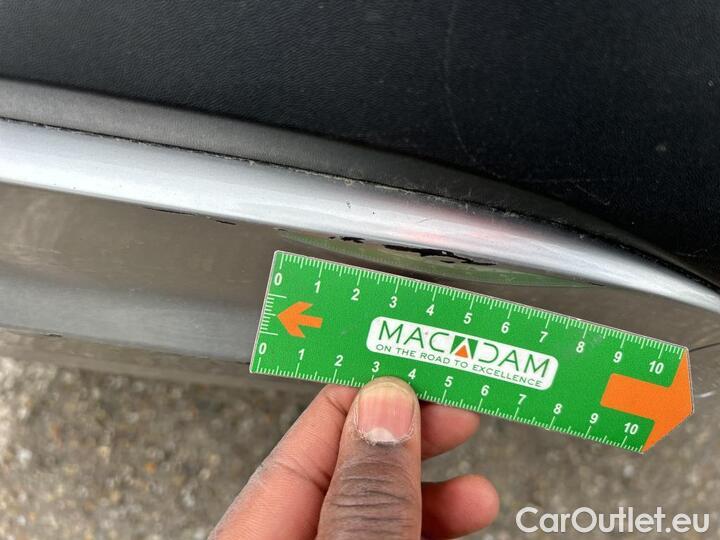 0 1 2 3 4 5 6 7 8 9 10
MACADAM
ON THE ROAD TO EXCELLENCE
0 1 2 3 4 5 6 7 8 9 10
CarOutlet.eu